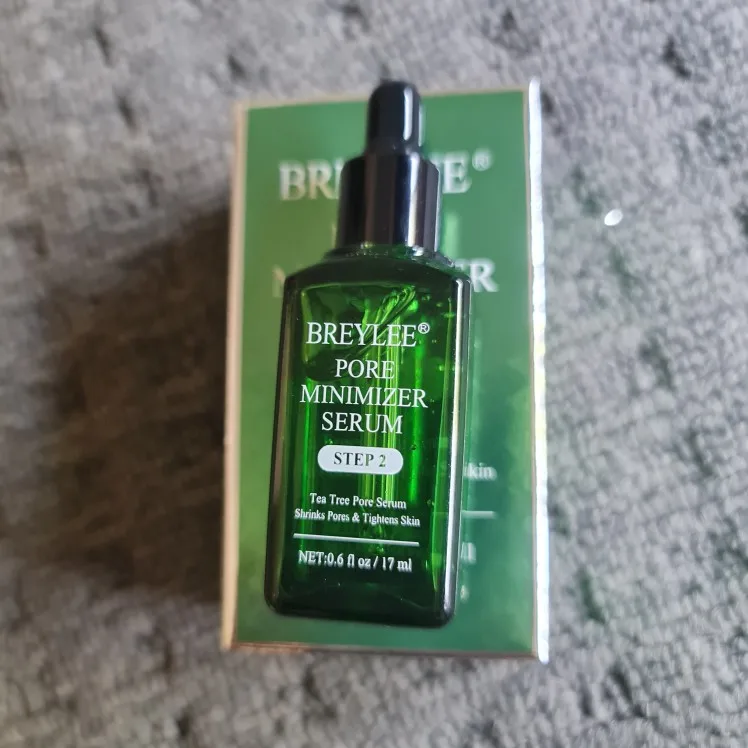 BREYLEE®
PORE
MINIMIZER
SERUM
STEP 2
Tea Tree Pore Serum
Shrinks Pores & Tightens Skin
NET:0.6 fl oz / 17 ml